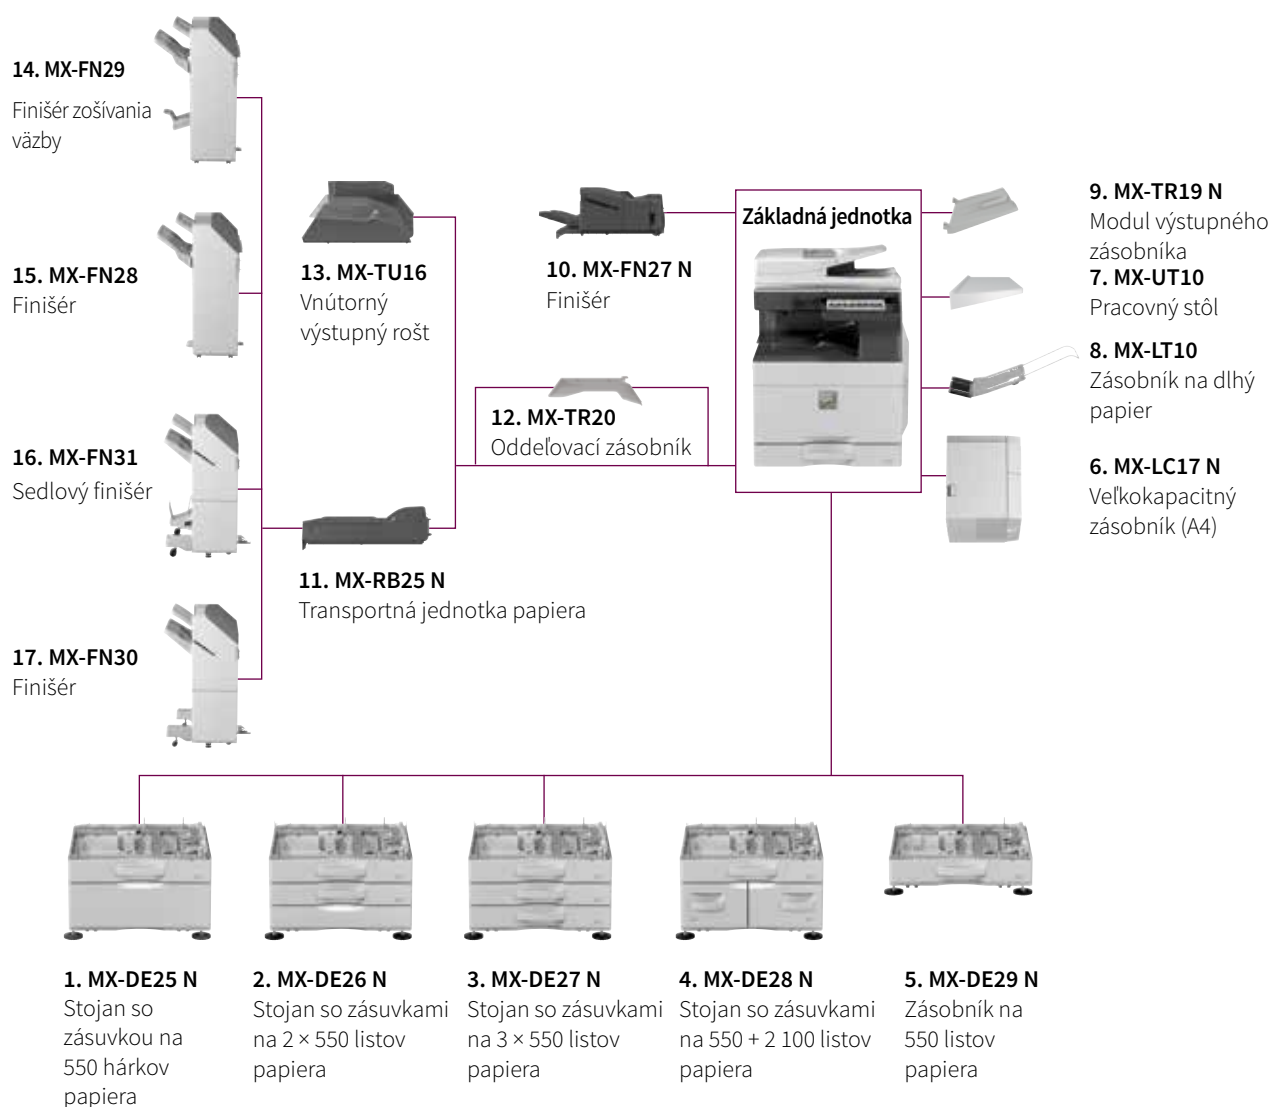 14. MX-FN29
Finišér zošívania
väzby
15. MX-FN28
Finišér
16. MX-FN31
Sedlový finišér
17. MX-FN30
Finišér
13. MX-TU16
Vnútorný
výstupný rošt
11. MX-RB25 N
Transportná jednotka papiera
10. MX-FN27 N
Finišér
12. MX-TR20
Oddeľovací zásobník
Základná jednotka
9. MX-TR19 N
Modul výstupného
zásobníka
7. MX-UT10
Pracovný stôl
8. MX-LT10
Zásobník na dlhý
papier
6. MX-LC17 N
Veľkokapacitný
zásobník (A4)
1. MX-DE25 N
Stojan so
zásuvkou na
550 hárkov
papiera
2. MX-DE26 N
Stojan so zásuvkami
na 2 × 550 listov
papiera
3. MX-DE27 N
Stojan so zásuvkami
na 3 × 550 listov
papiera
4. MX-DE28 N
Stojan so zásuvkami
na 550 + 2 100 listov
papiera
5. MX-DE29 N
Zásobník na
550 listov
papiera